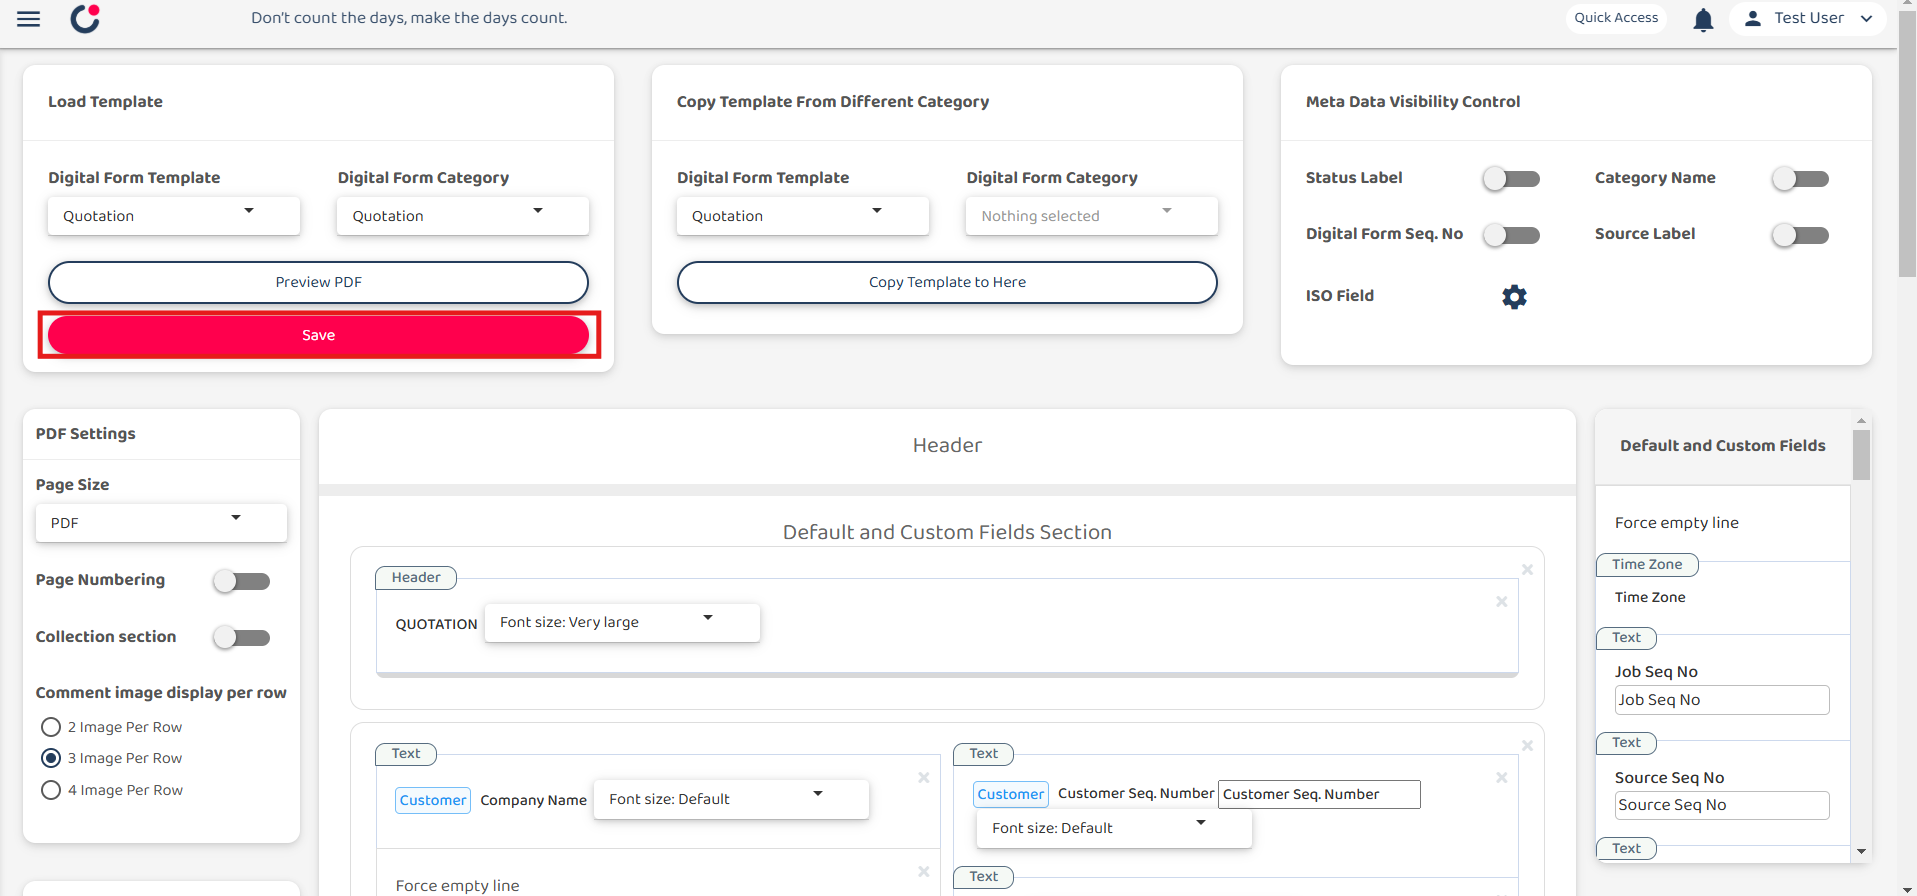 Don't count the days, make the days count.
Quick Access
Test User
Load Template
Digital Form Template
Digital Form Category
Quotation
Quotation
Preview PDF
Save
Copy Template From Different Category
Digital Form Template
Digital Form Category
Quotation
Nothing selected
Copy Template to Here
Meta Data Visibility Control
Status Label
Category Name
Digital Form Seq. No
Source Label
ISO Field
PDF Settings
Page Size
PDF
Page Numbering
Collection section
Comment image display per row
2 Image Per Row
3 Image Per Row
4 Image Per Row
Header
Default and Custom Fields Section
Header
QUOTATION
Font size: Very large
Text
Customer
Company Name
Font size: Default
Force empty line
Text
Customer
Customer Seq. Number
Customer Seq. Number
Font size: Default
Text
Default and Custom Fields
Force empty line
Time Zone
Time Zone
Text
Job Seq No
Job Seq No
Text
Source Seq No
Source Seq No
Text